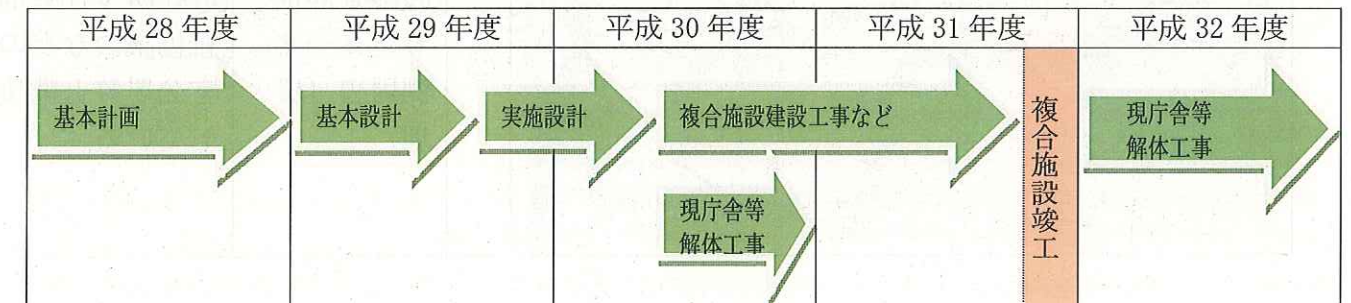 平成 28 年度
平成 29 年度
平成 30 年度
平成 31 年度
平成 32 年度
基本計画
基本設計
実施設計
複合施設建設工事など
現庁舎等
解体工事
複合施設竣工
現庁舎等
解体工事